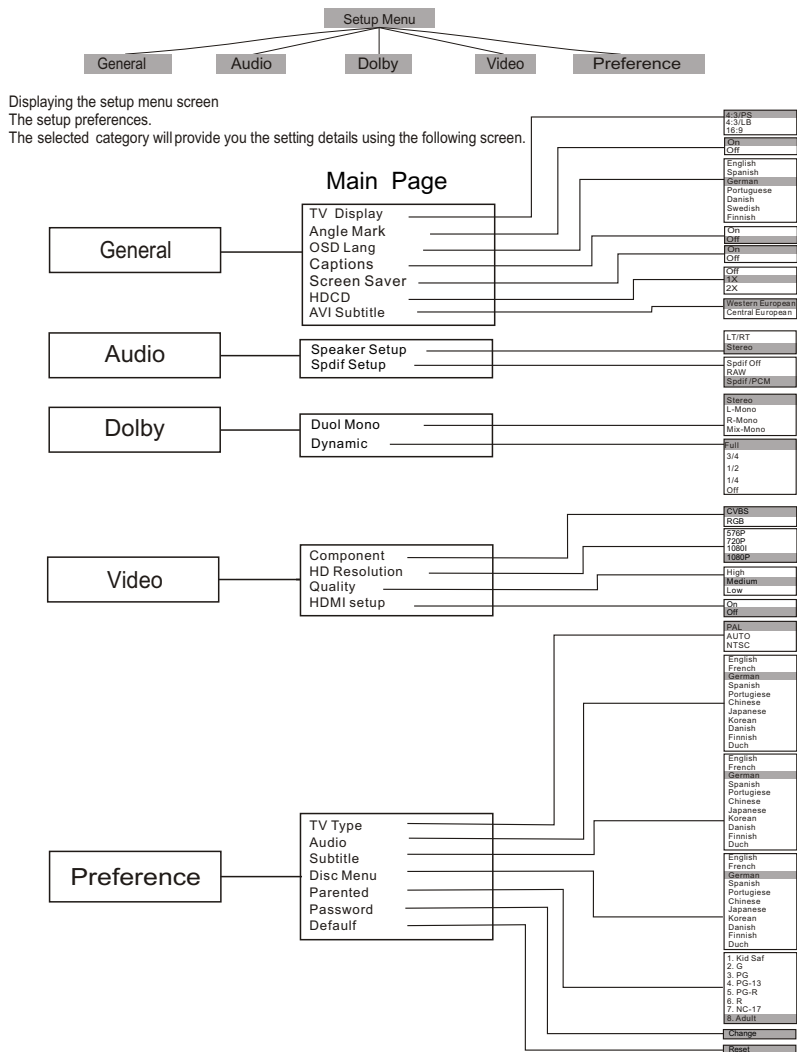 Setup Menu
General Audio Dolby Video Preference
Displaying the setup menu screen
The setup preferences.
The selected category will provide you the setting details using the following screen.
Main Page
General
TV Display
Angle Mark
OSD Lang
Captions
Screen Saver
HDCD
AVI Subtitle
4:3/PS
4:3/LB
16:9
On
Off
English
Spanish
German
Portuguese
Danish
Swedish
Finnish
On
Off
On
Off
Off
1X
2X
Western European
Central European
Audio
Speaker Setup
Spdif Setup
LT/RT
Stereo
Spdif Off
RAW
Spdif /PCM
Dolby
Duol Mono
Dynamic
Stereo
L-Mono
R-Mono
Mix-Mono
Full
3/4
1/2
1/4
Off
Video
Component
HD Resolution
Quality
HDMI setup
CVBS
RGB
576P
720P
1080I
1080P
High
Medium
Low
On
Off
Preference
TV Type
Audio
Subtitle
Disc Menu
Parented
Password
Defaulf
PAL
AUTO
NTSC
English
French
German
Spanish
Portugiese
Chinese
Japanese
Korean
Danish
Finnish
Duch
English
French
German
Spanish
Portugiese
Chinese
Japanese
Korean
Danish
Finnish
Duch
English
French
German
Spanish
Portugiese
Chinese
Japanese
Korean
Danish
Finnish
Duch
1. Kid Saf
2. G
3. PG
4. PG-13
5. PG-R
6. R
7. NC-17
8. Adult
Change
Reset